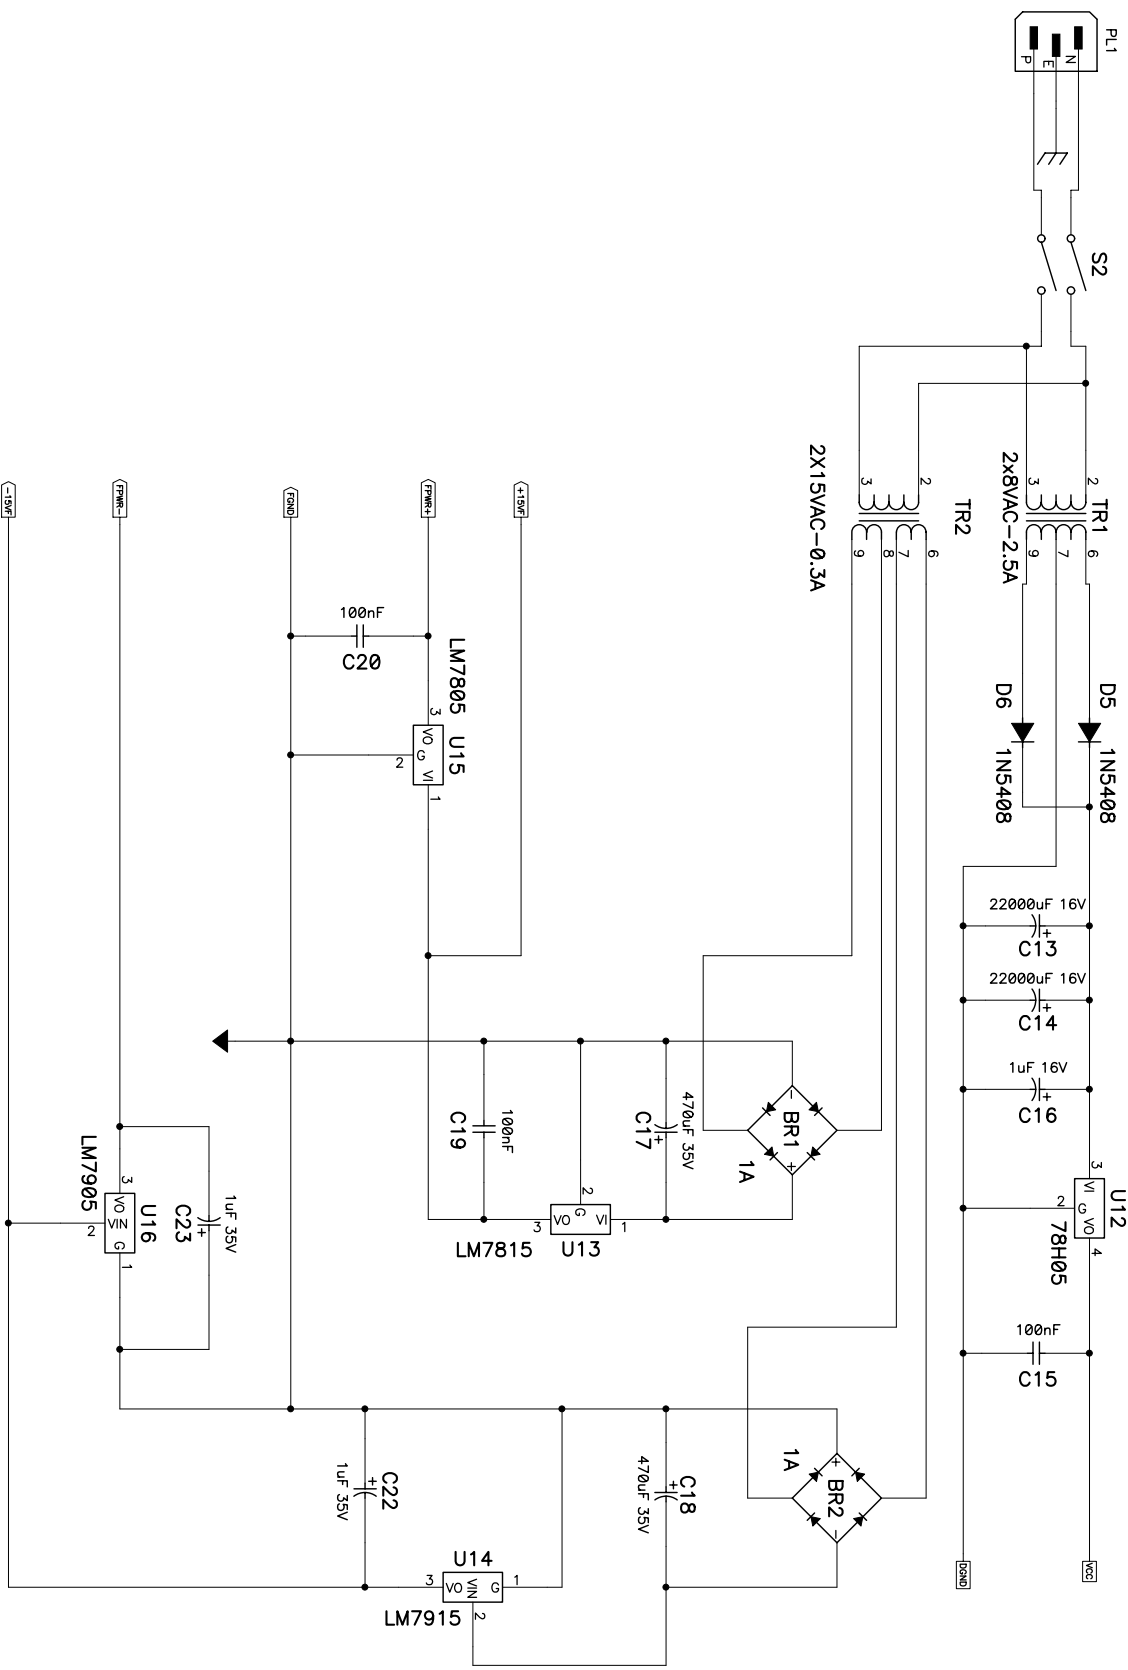 PL1
N
E
P
S2
TR1
2x8VAC-2.5A
2
3
6
7
9
TR2
2X15VAC-0.3A
2
3
6
7
8
9
D5
1N5408
D6
1N5408
22000uF 16V
C13
22000uF 16V
C14
1uF 16V
C16
U12
78H05
3
VI
G
2
VO
4
100nF
C15
VCC
DGND
BR1
1A
-
+
470uF 35V
C17
+
U13
LM7815
1
VI
G
2
VO
3
100nF
C19
+15VF
FPWR+
FGND
FPWR-
-15VF
LM7805
U15
3
VO
G
2
VI
1
100nF
C20
BR2
1A
+
-
C18
470uF 35V
+
U14
LM7915
1
G
VIN
2
VO
3
C22
1uF 35V
+
LM7905
U16
3
VO
VIN
2
G
1
1uF 35V
C23
+